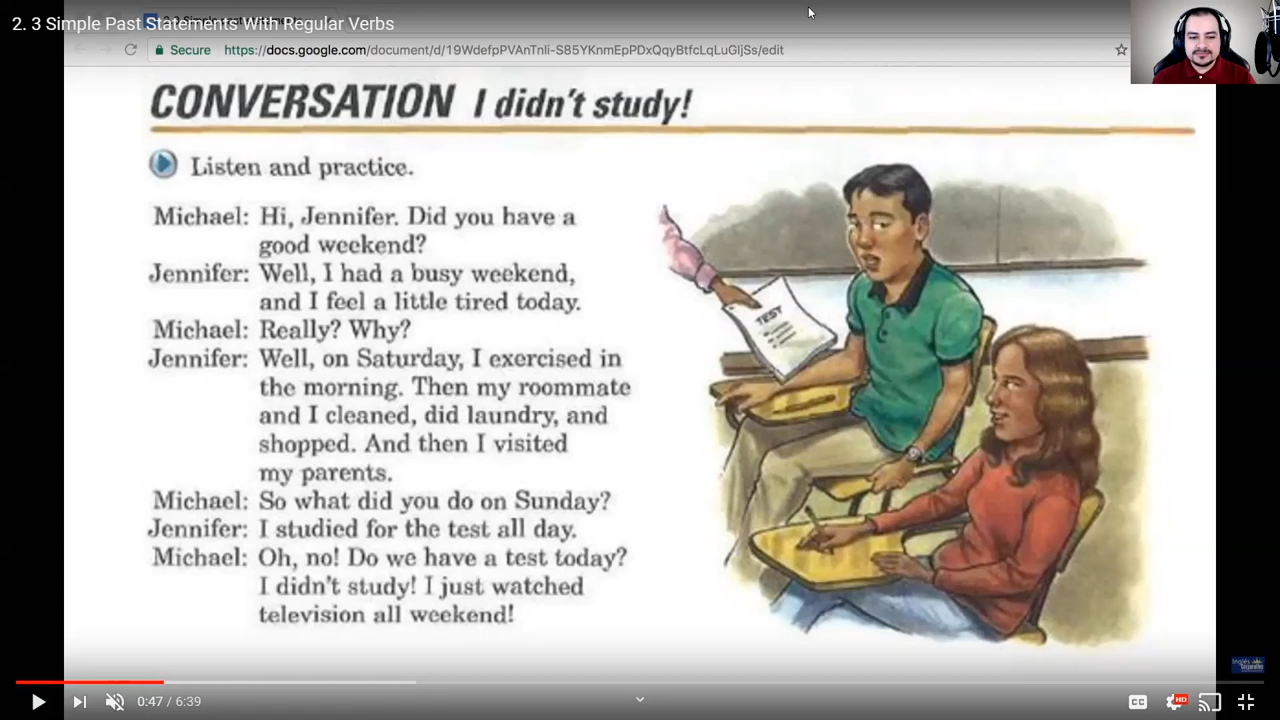 2. 3 Simple Past Statements With Regular Verbs
Secure https://docs.google.com/document/d/19WdefpPVAnTnli-S85YKnmEpPDxQqyBtfcLqLuGljSs/edit
CONVERSATION I didn't study!
Listen and practice.
Michael: Hi, Jennifer. Did you have a
good weekend?
Jennifer: Well, I had a busy weekend,
and I feel a little tired today.
Michael: Really? Why?
Jennifer: Well, on Saturday, I exercised in
the morning. Then my roommate
and I cleaned, did laundry, and
shopped. And then I visited
my parents.
Michael: So what did you do on Sunday?
Jennifer: I studied for the test all day.
Michael: Oh, no! Do we have a test today?
I didn't study! I just watched
television all weekend!
TEST
Inglés
Corporativo
0:47 / 6:39
CC
HD